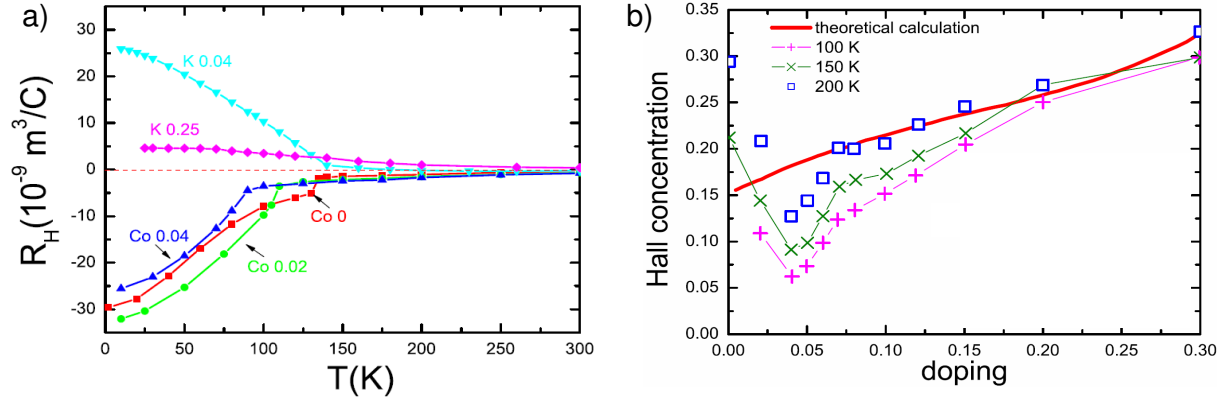 a)
30
20
10
0
-10
-20
-30
R_H(10⁻⁹ m³/C)
K 0.04
K 0.25
Co 0
Co 0.04
Co 0.02
0 50 100 150 200 250 300
T(K)
b)
0.35
0.30
0.25
0.20
0.15
0.10
0.05
0.00
Hall concentration
theoretical calculation
100 K
150 K
200 K
0.00 0.05 0.10 0.15 0.20 0.25 0.30
doping